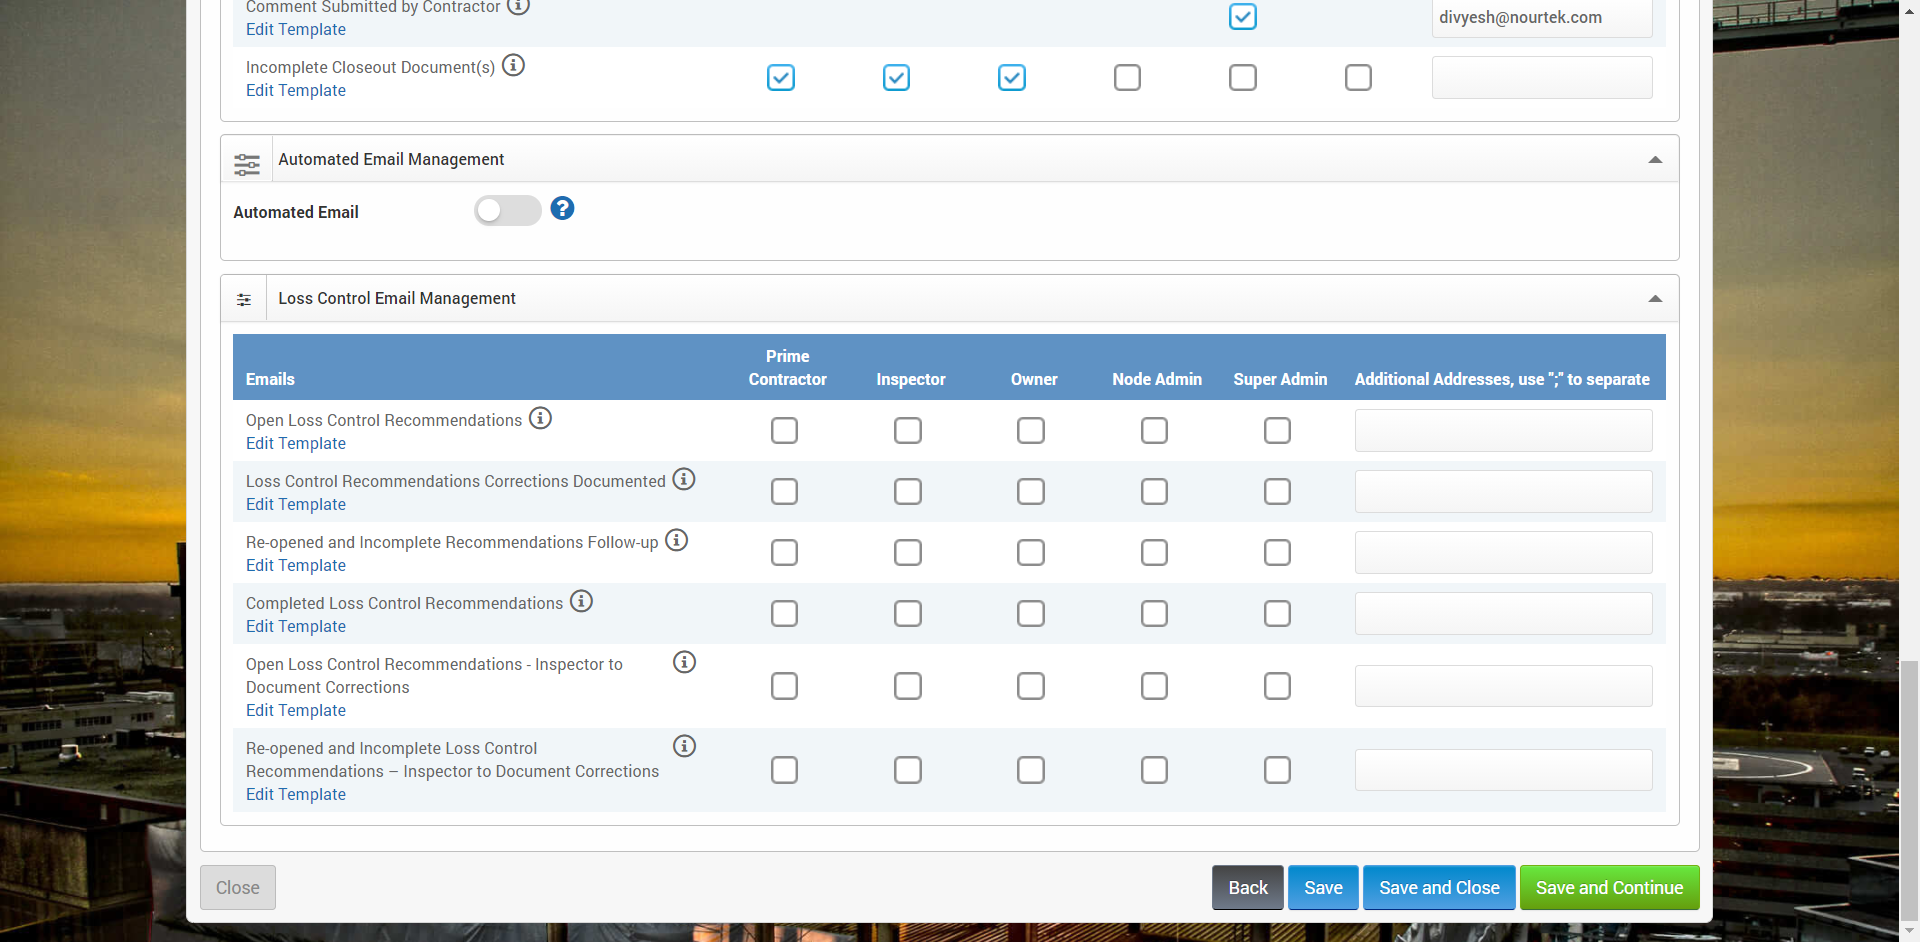 Comment Submitted by Contractor
Edit Template
divyesh@nourtek.com
Incomplete Closeout Document(s)
Edit Template
Automated Email Management
Automated Email
?
Loss Control Email Management
Emails
Prime
Contractor
Inspector
Owner
Node Admin
Super Admin
Additional Addresses, use ";" to separate
Open Loss Control Recommendations
Edit Template
Loss Control Recommendations Corrections Documented
Edit Template
Re-opened and Incomplete Recommendations Follow-up
Edit Template
Completed Loss Control Recommendations
Edit Template
Open Loss Control Recommendations - Inspector to
Document Corrections
Edit Template
Re-opened and Incomplete Loss Control
Recommendations – Inspector to Document Corrections
Edit Template
Close
Back
Save
Save and Close
Save and Continue